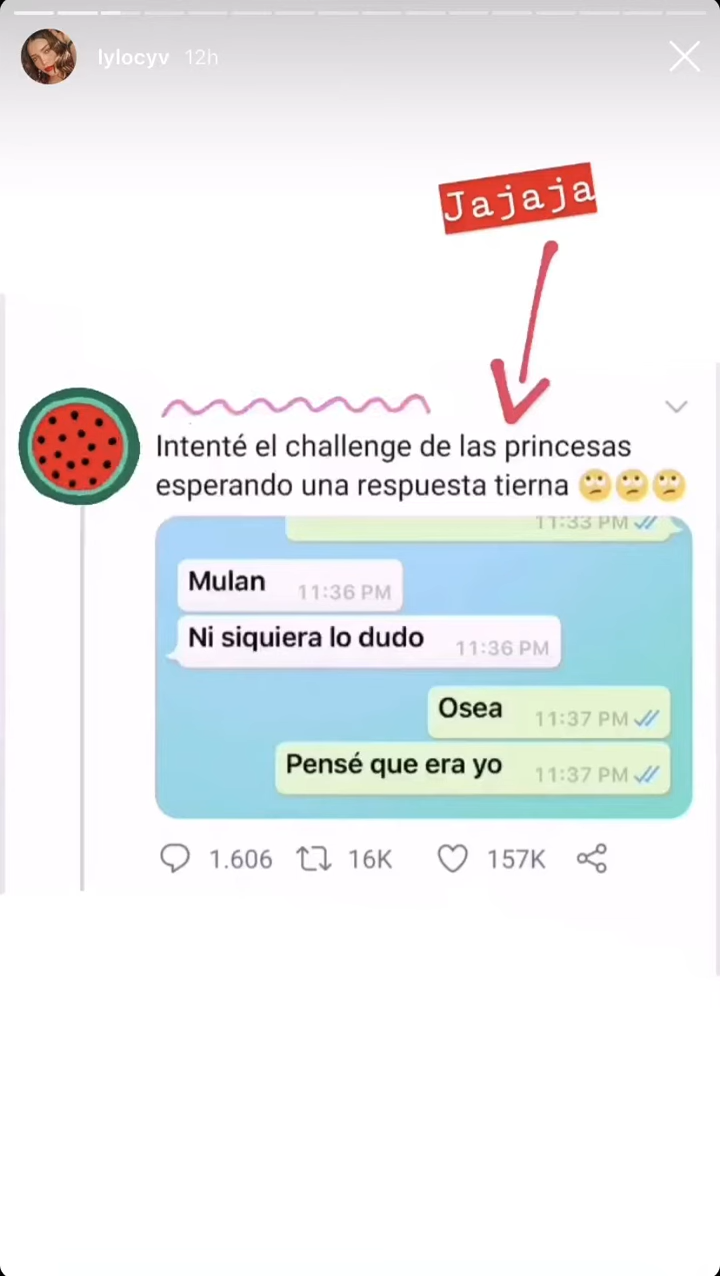 lylocyv 12h
Jajaja
Intenté el challenge de las princesas
esperando una respuesta tierna 🙄🙄🙄
11:33 PM
Mulan 11:36 PM
Ni siquiera lo dudo 11:36 PM
Osea 11:37 PM
Pensé que era yo 11:37 PM
1.606 16K 157K